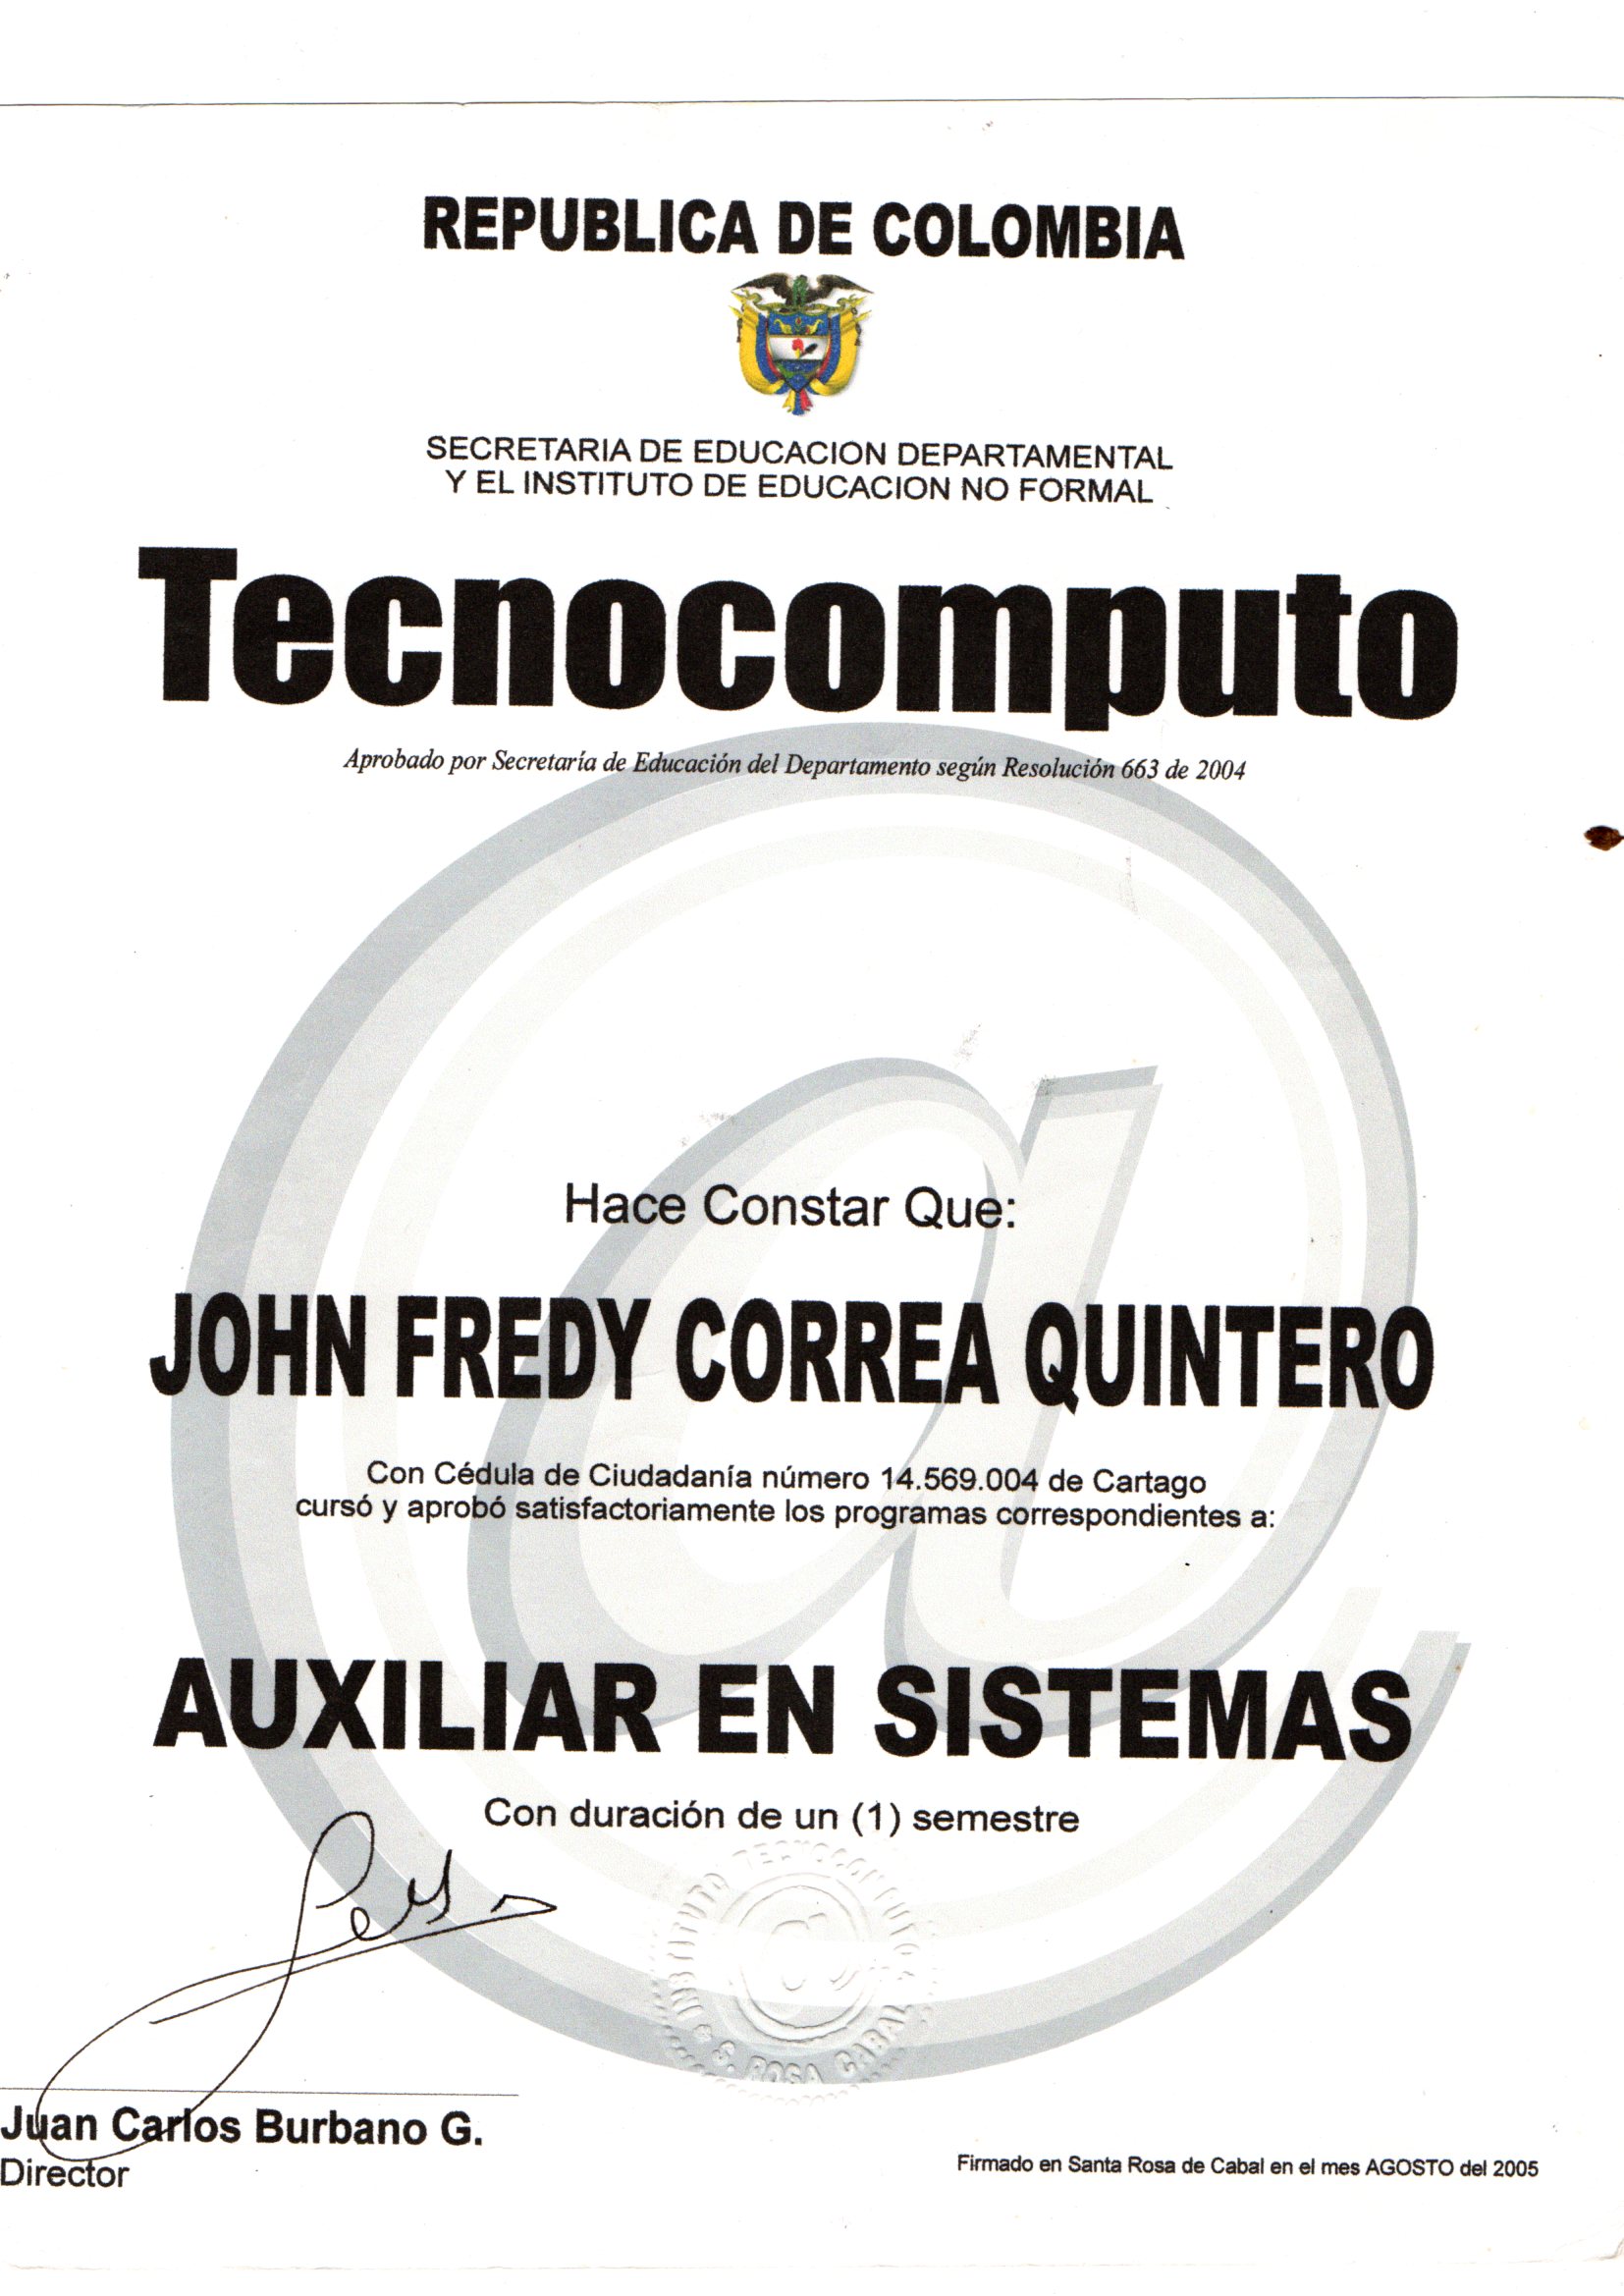 REPUBLICA DE COLOMBIA
SECRETARIA DE EDUCACION DEPARTAMENTAL
Y EL INSTITUTO DE EDUCACION NO FORMAL
Tecnocomputo
Aprobado por Secretaría de Educación del Departamento según Resolución 663 de 2004
Hace Constar Que:
JOHN FREDY CORREA QUINTERO
Con Cédula de Ciudadanía número 14.569.004 de Cartago
cursó y aprobó satisfactoriamente los programas correspondientes a:
AUXILIAR EN SISTEMAS
Con duración de un (1) semestre
INSTITUTO TECNOCOMPUTO
S. ROSA CABAL
Juan Carlos Burbano G.
Director
Firmado en Santa Rosa de Cabal en el mes AGOSTO del 2005